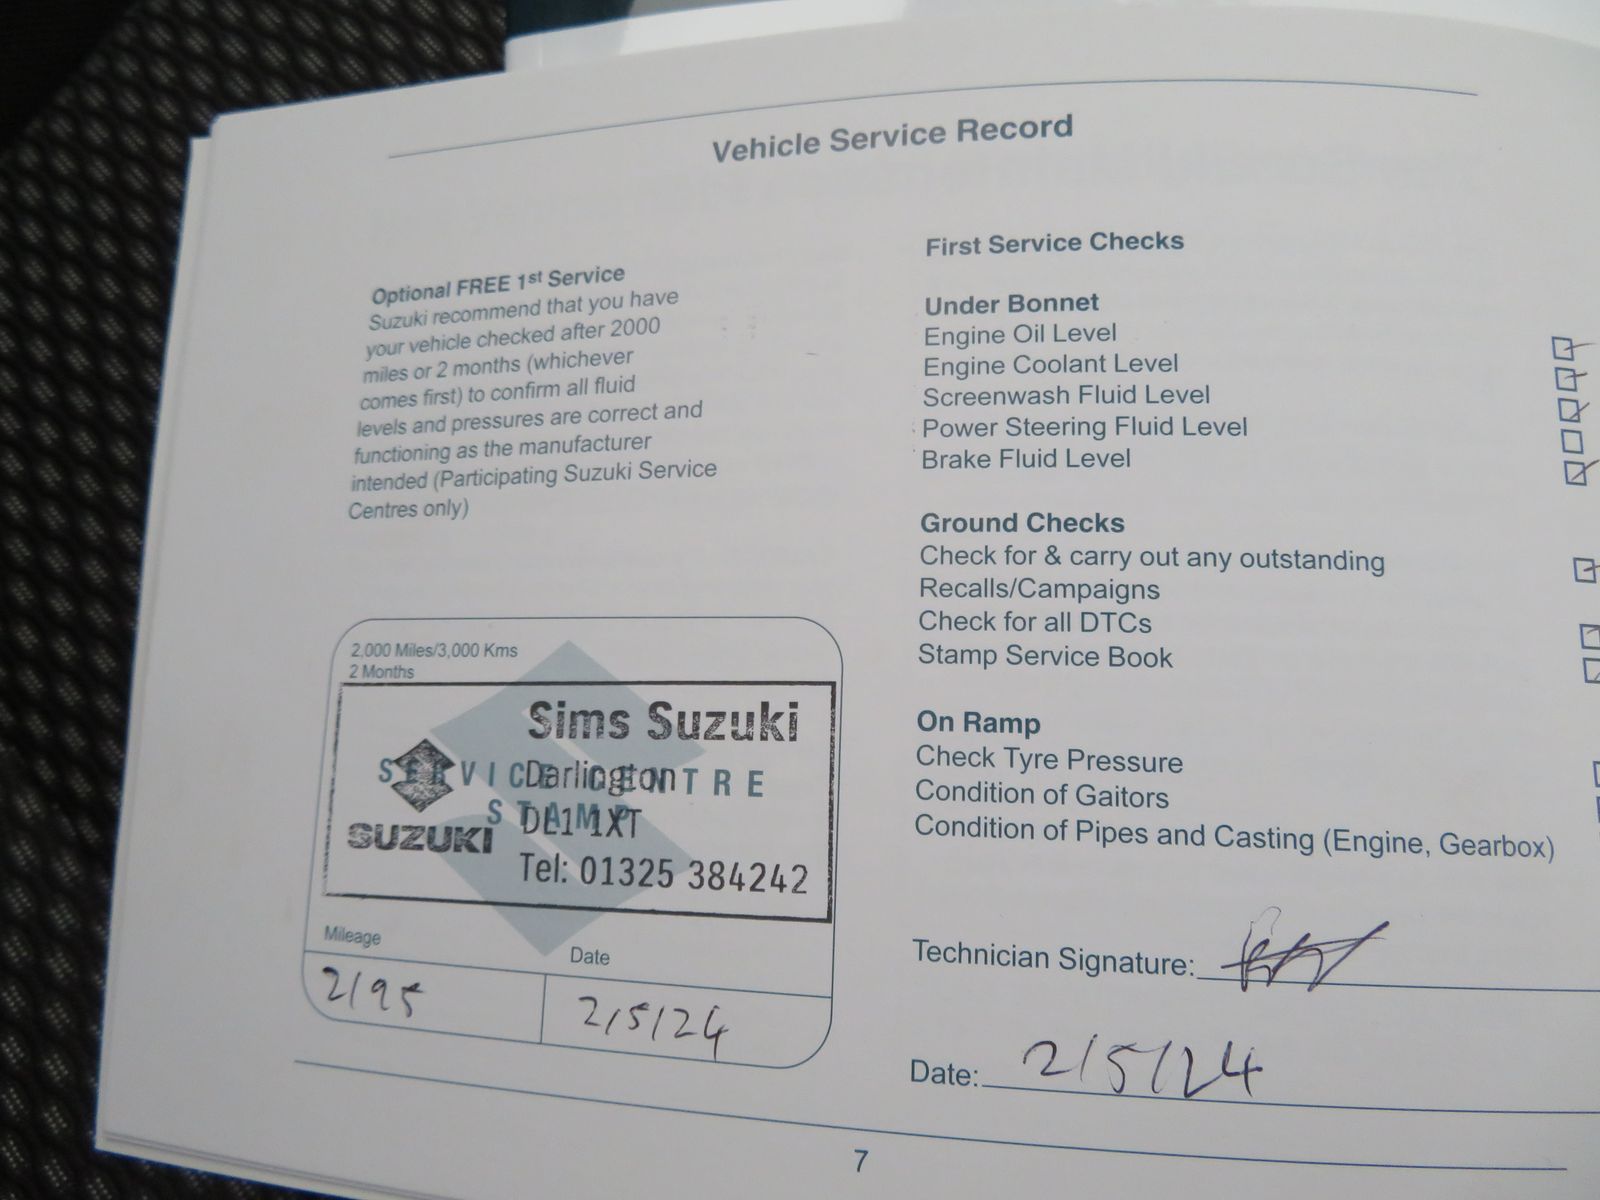 Vehicle Service Record
Optional FREE 1st Service
Suzuki recommend that you have
your vehicle checked after 2000
miles or 2 months (whichever
comes first) to confirm all fluid
levels and pressures are correct and
functioning as the manufacturer
intended (Participating Suzuki Service
Centres only)
2,000 Miles/3,000 Kms
2 Months
Sims Suzuki
SERVICE CENTRE
Darlington
STAMP
DL1 1XT
SUZUKI
Tel: 01325 384242
Mileage
Date
2195
2/5/24
First Service Checks
Under Bonnet
Engine Oil Level
Engine Coolant Level
Screenwash Fluid Level
Power Steering Fluid Level
Brake Fluid Level
Ground Checks
Check for & carry out any outstanding
Recalls/Campaigns
Check for all DTCs
Stamp Service Book
On Ramp
Check Tyre Pressure
Condition of Gaitors
Condition of Pipes and Casting (Engine, Gearbox)
Technician Signature:
Date: 2/5/24
7